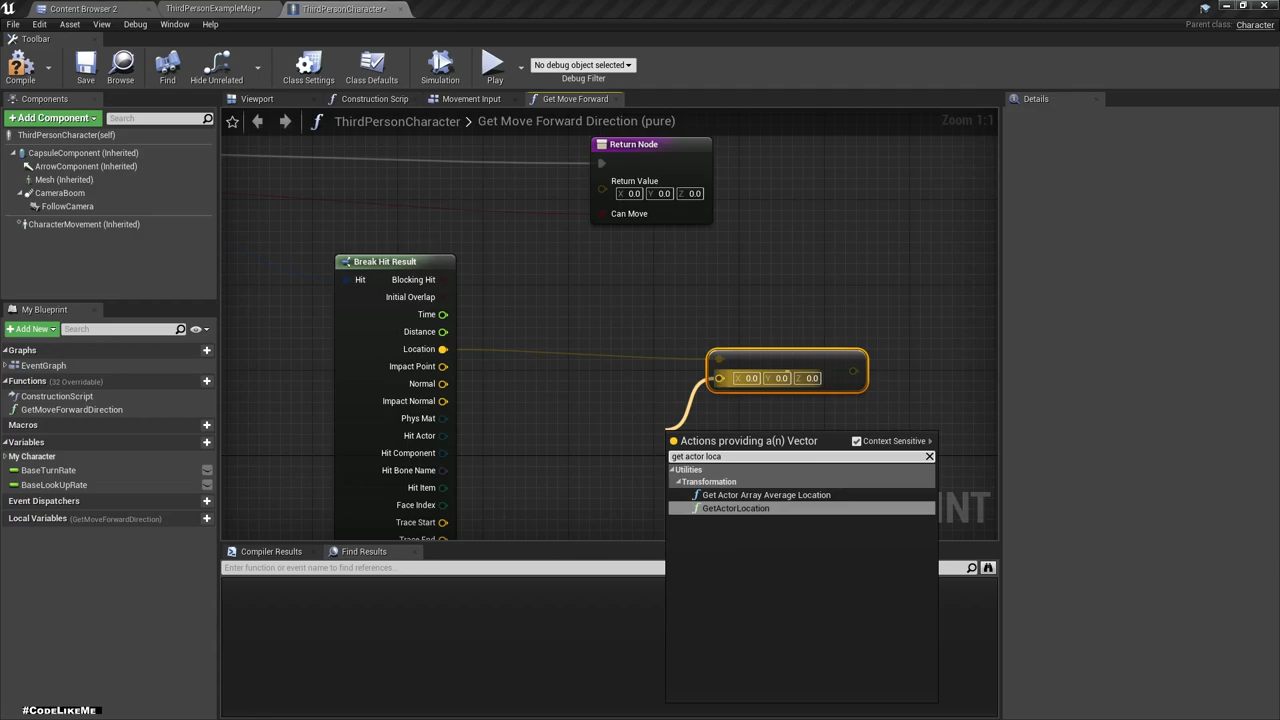 Content Browser 2
ThirdPersonExampleMap*
ThirdPersonCharacter*
File Edit Asset View Debug Window Help
Parent class: Character
Toolbar
Compile Save Browse Find Hide Unrelated Class Settings Class Defaults Simulation Play
No debug object selected
Debug Filter
Components
Viewport Construction Scrip Movement Input Get Move Forward Details
Add Component Search
ThirdPersonCharacter(self)
CapsuleComponent (Inherited)
ArrowComponent (Inherited)
Mesh (Inherited)
CameraBoom
FollowCamera
CharacterMovement (Inherited)
ThirdPersonCharacter Get Move Forward Direction (pure) Zoom 1:1
Return Node
Return Value
X 0.0 Y 0.0 Z 0.0
Can Move
Break Hit Result
Hit Blocking Hit
Initial Overlap
Time
Distance
Location
Impact Point
Normal
Impact Normal
Phys Mat
Hit Actor
Hit Component
Hit Bone Name
Hit Item
Face Index
Trace Start
X 0.0 Y 0.0 Z 0.0
Actions providing a(n) Vector Context Sensitive
get actor loca
Utilities
Transformation
Get Actor Array Average Location
GetActorLocation
My Blueprint
Add New Search
Graphs
EventGraph
Functions (32 Overridable)
ConstructionScript
GetMoveForwardDirection
Macros
Variables
My Character
BaseTurnRate
BaseLookUpRate
Event Dispatchers
Local Variables (GetMoveForwardDirection)
Compiler Results Find Results
Enter function or event name to find references...
#CodeLikeMe